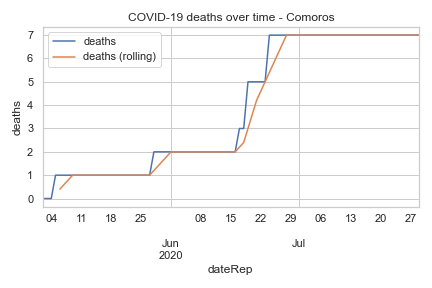 COVID-19 deaths over time - Comoros
deaths
deaths (rolling)
7
6
5
4
3
2
1
0
deaths
04 11 18 25 08 15 22 29 06 13 20 27
Jun Jul
2020
dateRep